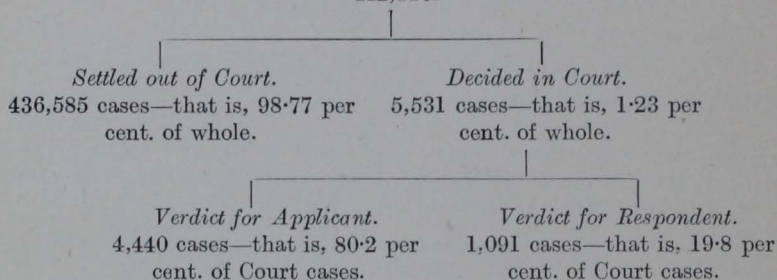 Settled out of Court.
436,585 cases—that is, 98·77 per
cent. of whole.
Decided in Court.
5,531 cases—that is, 1·23 per
cent. of whole.
Verdict for Applicant.
4,440 cases—that is, 80·2 per
cent. of Court cases.
Verdict for Respondent.
1,091 cases—that is, 19·8 per
cent. of Court cases.